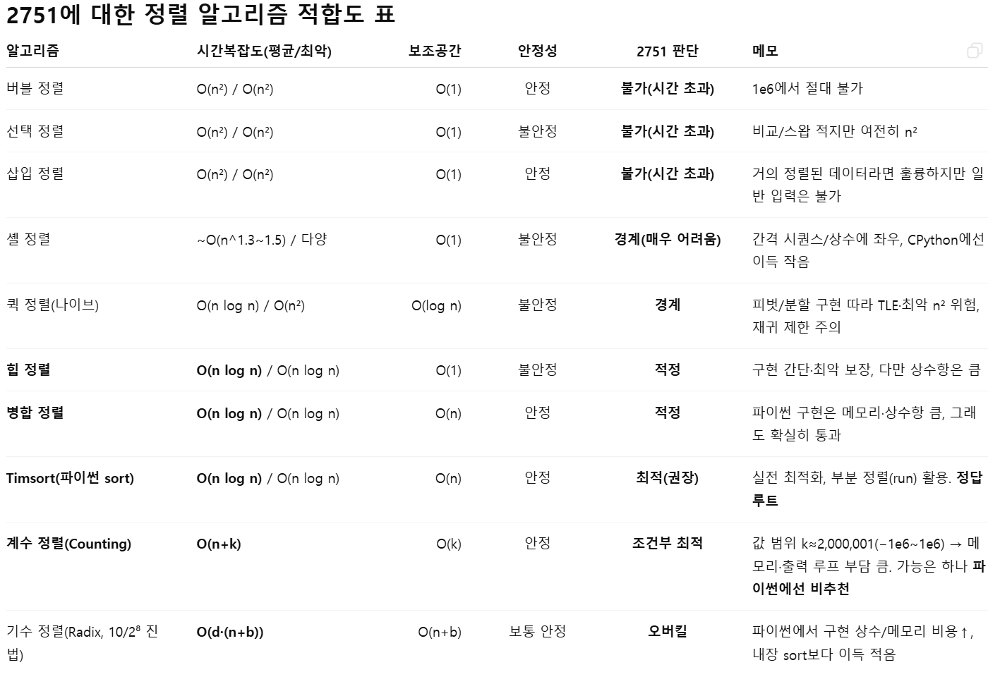 2751에 대한 정렬 알고리즘 적합도 표
알고리즘 시간복잡도(평균/최악) 보조공간 안정성 2751 판단 메모
버블 정렬 O(n²) / O(n²) O(1) 안정 불가(시간 초과) 1e6에서 절대 불가
선택 정렬 O(n²) / O(n²) O(1) 불안정 불가(시간 초과) 비교/스왑 적지만 여전히 n²
삽입 정렬 O(n²) / O(n²) O(1) 안정 불가(시간 초과) 거의 정렬된 데이터라면 훌륭하지만 일
반 입력은 불가
셸 정렬 ~O(n^1.3~1.5) / 다양 O(1) 불안정 경계(매우 어려움) 간격 시퀀스/상수에 좌우, CPython에선
이득 작음
퀵 정렬(나이브) O(n log n) / O(n²) O(log n) 불안정 경계 피벗/분할 구현 따라 TLE·최악 n² 위험,
재귀 제한 주의
힙 정렬 O(n log n) / O(n log n) O(1) 불안정 적정 구현 간단·최악 보장, 다만 상수항은 큼
병합 정렬 O(n log n) / O(n log n) O(n) 안정 적정 파이썬 구현은 메모리·상수항 큼, 그래
도 확실히 통과
Timsort(파이썬 sort) O(n log n) / O(n log n) O(n) 안정 최적(권장) 실전 최적화, 부분 정렬(run) 활용. 정답
루트
계수 정렬(Counting) O(n+k) O(k) 안정 조건부 최적 값 범위 k≈2,000,001(−1e6~1e6) → 메
모리·출력 루프 부담 큼. 가능은 하나 파
이썬에선 비추천
기수 정렬(Radix, 10/2⁸ 진 O(d·(n+b)) O(n+b) 보통 안정 오버킬 파이썬에서 구현 상수/메모리 비용↑,
법) 내장 sort보다 이득 적음